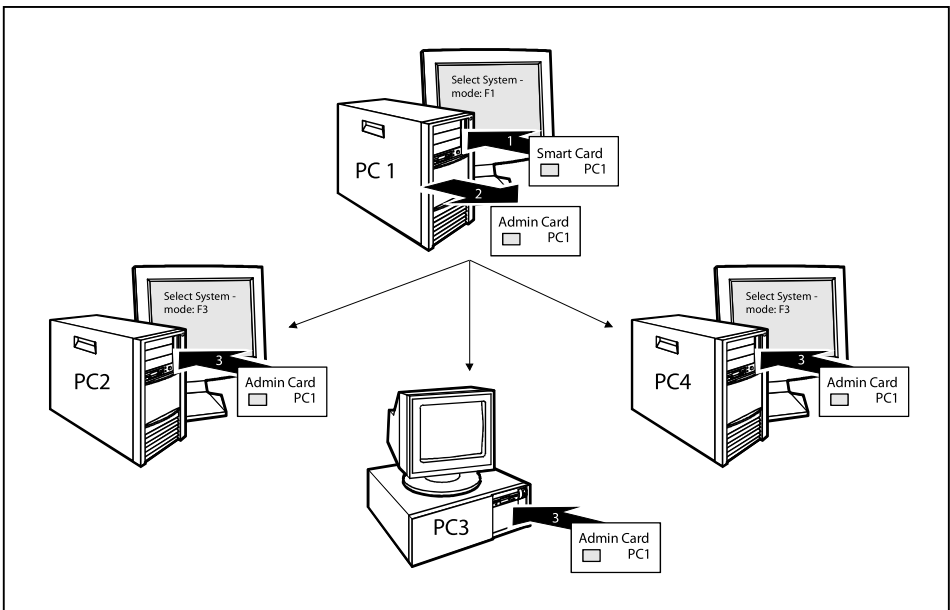 Select System -
mode: F1
PC 1
1
Smart Card
PC1
2
Admin Card
PC1
Select System -
mode: F3
PC2
3
Admin Card
PC1
Select System -
mode: F3
PC4
3
Admin Card
PC1
PC3
3
Admin Card
PC1